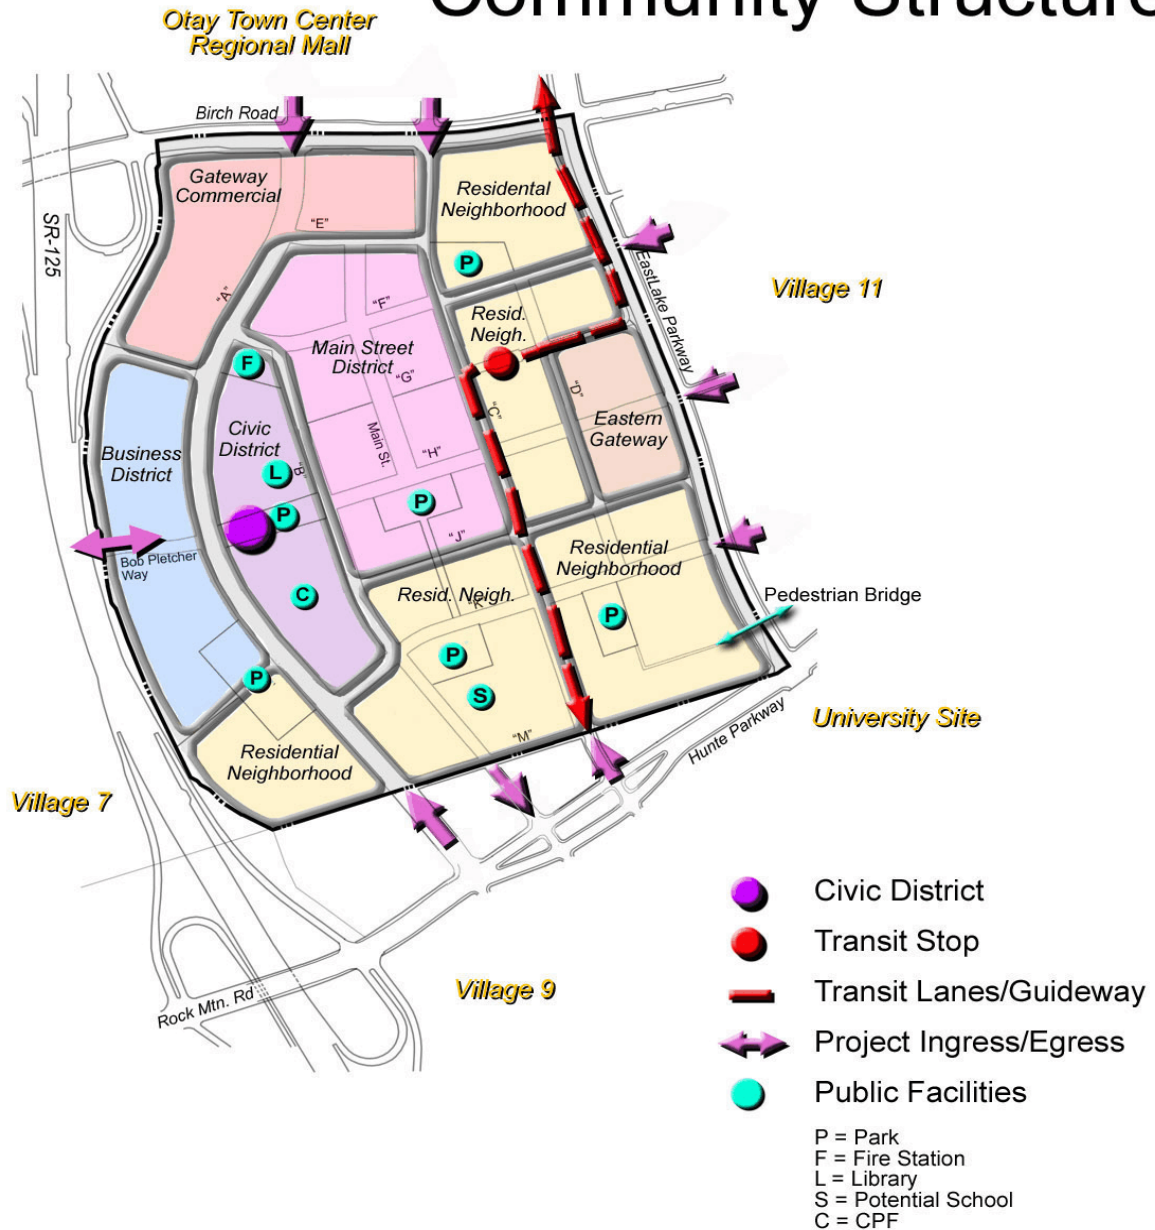 Community Structure
Otay Town Center
Regional Mall
Birch Road
Gateway
Commercial
"E"
"A"
SR-125
Residental
Neighborhood
P
EastLake Parkway
Village 11
Resid.
Neigh.
"F"
Main Street
District
"G"
F
"C"
"D"
Eastern
Gateway
Civic
District
"B"
L
Main St.
"H"
Business
District
P
P
"J"
Bob Pletcher
Way
Residential
Neighborhood
C
Resid. Neigh.
"K"
P
Pedestrian Bridge
P
S
P
"M"
Residential
Neighborhood
University Site
Hunte Parkway
Village 7
Village 9
Rock Mtn. Rd
Civic District
Transit Stop
Transit Lanes/Guideway
Project Ingress/Egress
Public Facilities
P = Park
F = Fire Station
L = Library
S = Potential School
C = CPF